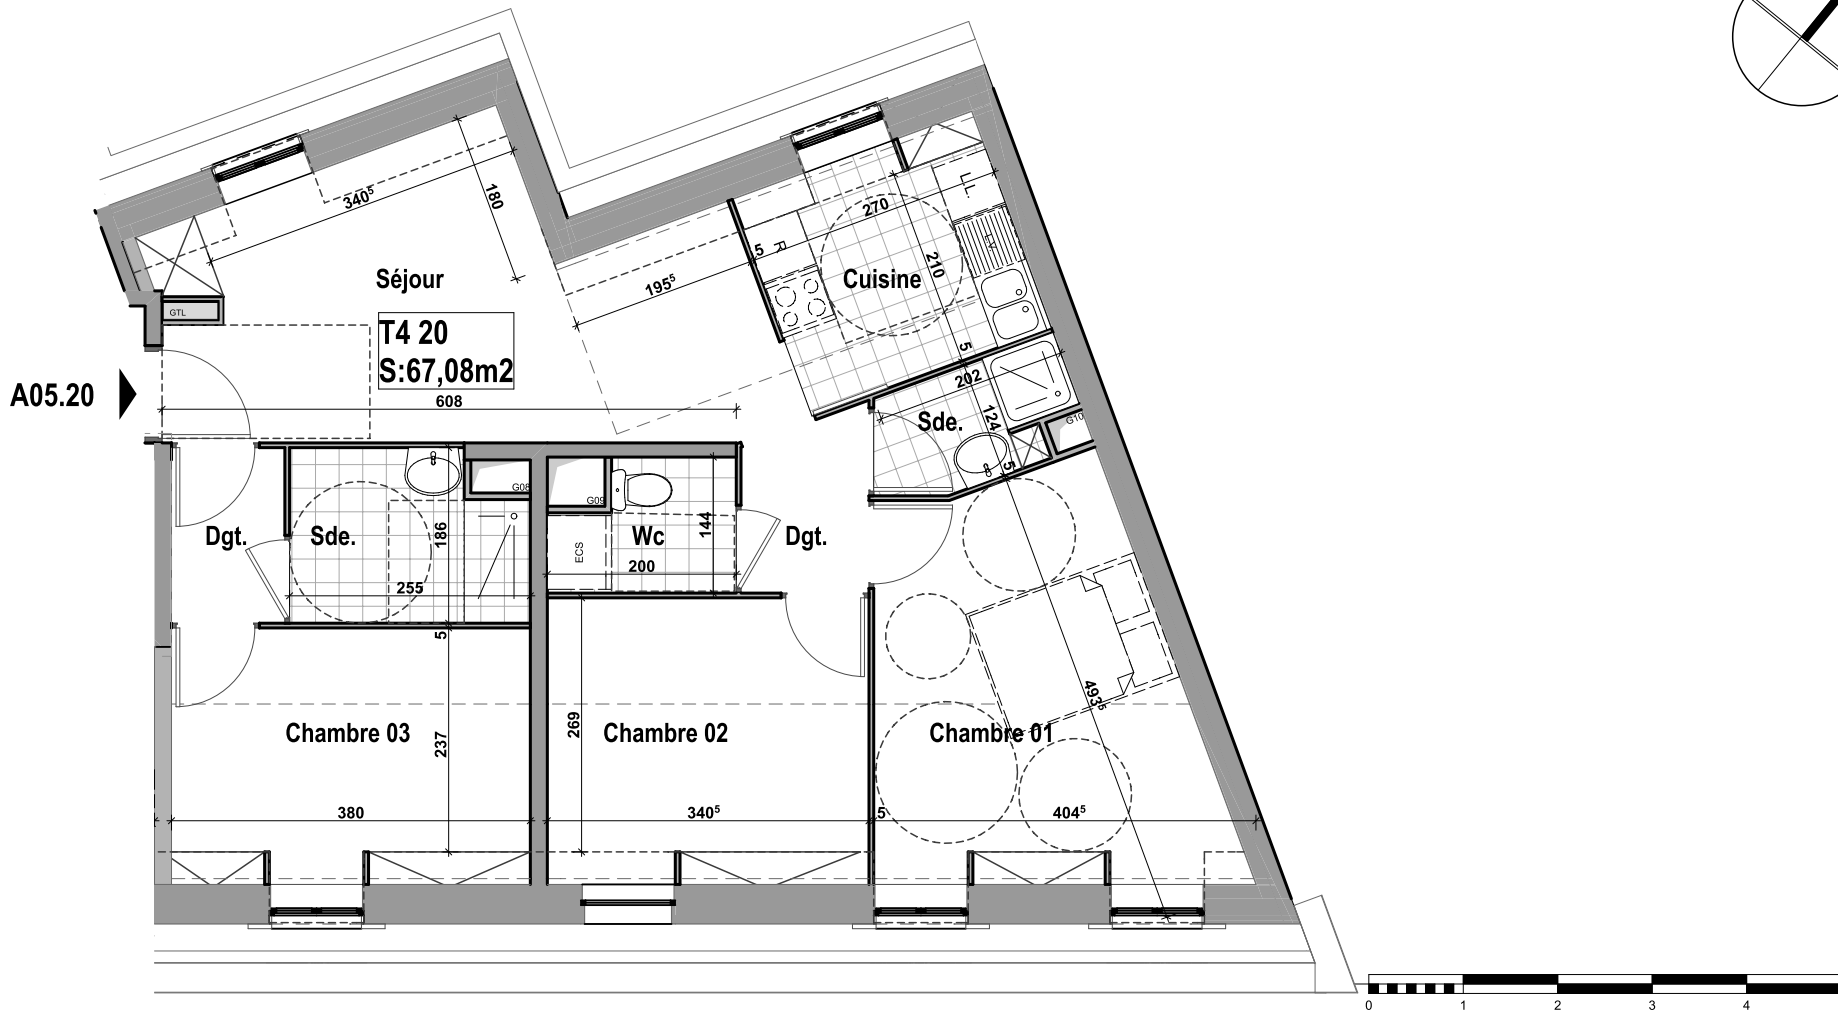 340⁵
180
Séjour
GTL
T4 20
S:67,08m2
A05.20
608
195⁵
5
R
270
L.L.
LV
210
Cuisine
5
202
Sde.
124
G10
5
G08
G09
186
144
Dgt.
Sde.
ECS
Wc
Dgt.
200
255
5
493⁵
Chambre 03
237
269
Chambre 02
Chambre 01
380
340⁵
5
404⁵
0
1
2
3
4